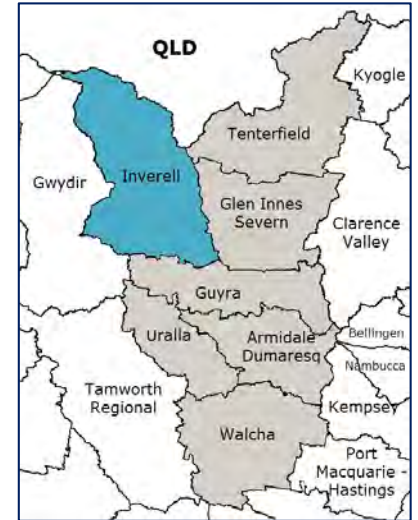 QLD
Kyogle
Tenterfield
Inverell
Gwydir
Glen Innes
Severn
Clarence
Valley
Guyra
Uralla
Armidale
Dumaresq
Bellingen
Nambucca
Tamworth
Regional
Kempsey
Walcha
Port
Macquarie -
Hastings